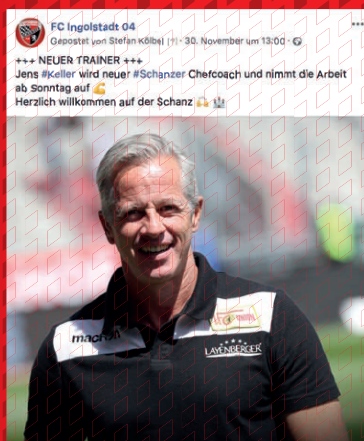 FC Ingolstadt 04
Gepostet von Stefan Kölbel [?] · 30. November um 13:00 ·
+++ NEUER TRAINER +++
Jens #Keller wird neuer #Schanzer Chefcoach und nimmt die Arbeit
ab Sonntag auf 💪
Herzlich willkommen auf der Schanz
macron
LAYENBERGER